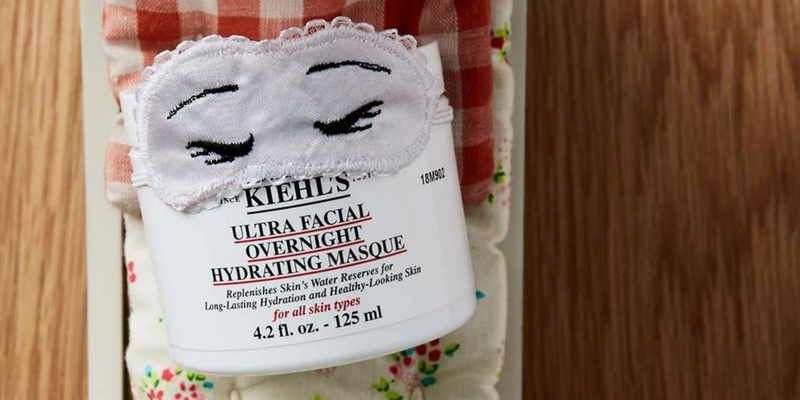 SINCE
18M902
KIEHL'S
ULTRA FACIAL
OVERNIGHT
HYDRATING MASQUE
Replenishes Skin's Water Reserves for
Long-Lasting Hydration and Healthy-Looking Skin
for all skin types
4.2 fl. oz. - 125 ml